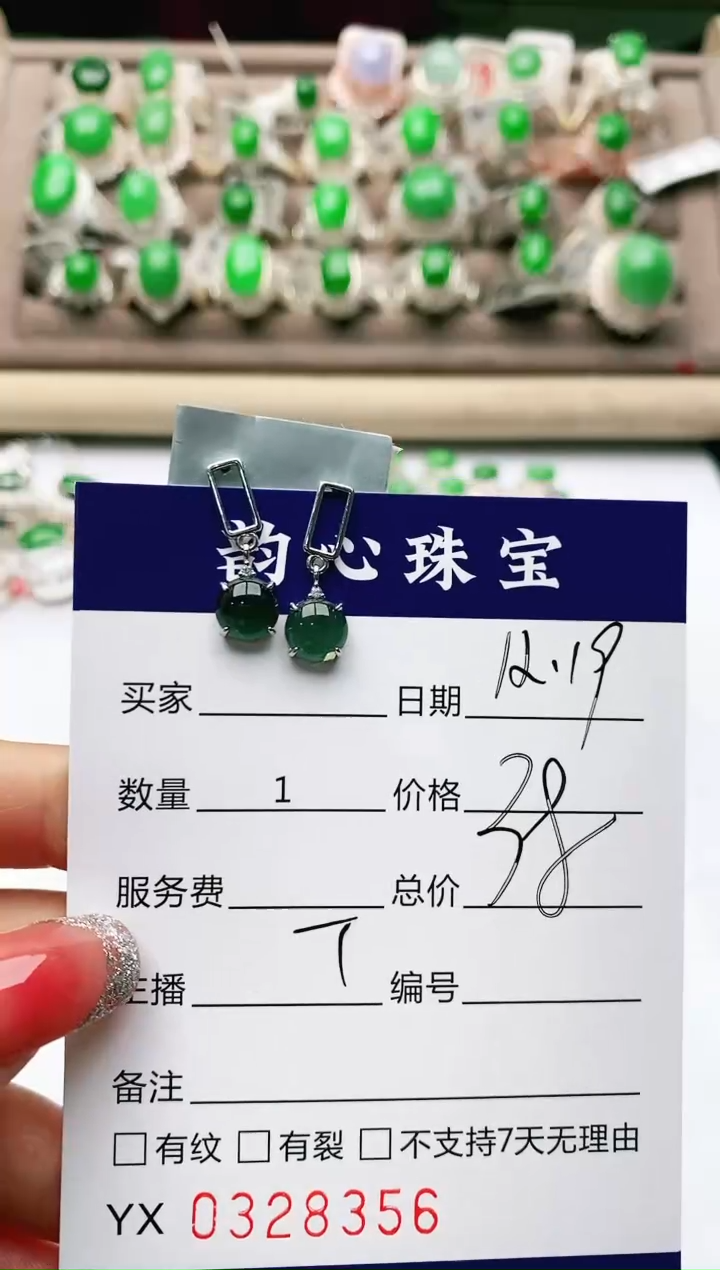 韵心珠宝
买家 日期 12.19
数量 1 价格 38
服务费 总价
主播 T 编号
备注
□有纹 □有裂 □不支持7天无理由
YX 0328356